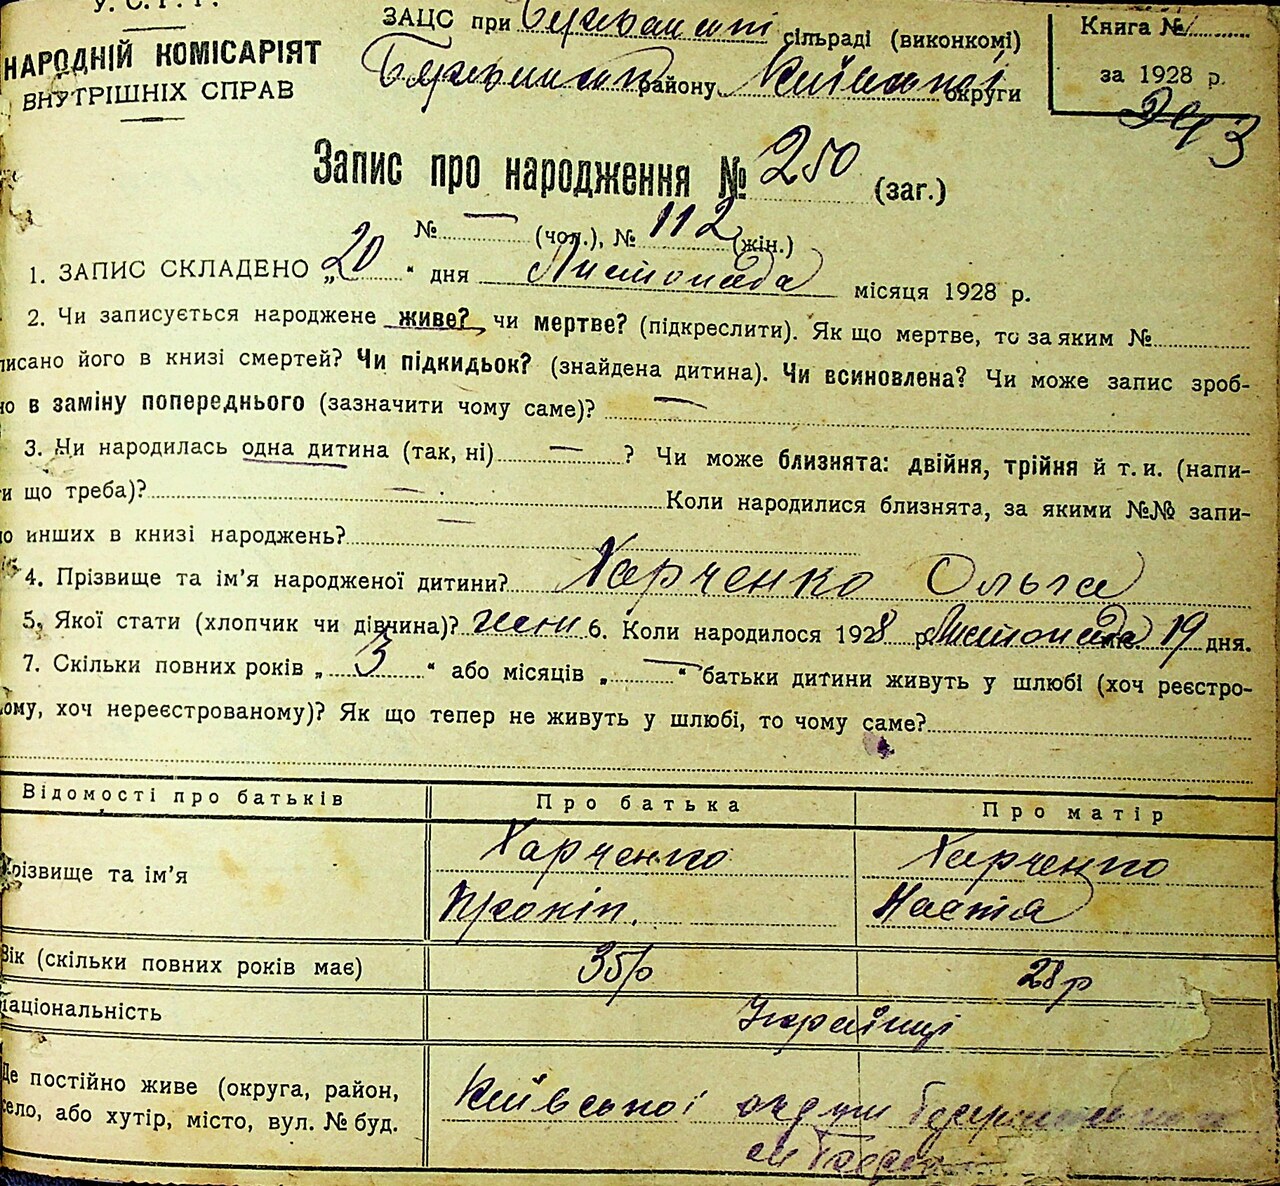 У. С. Р. Р.
НАРОДНІЙ КОМІСАРІЯТ
ВНУТРІШНІХ СПРАВ
ЗАЦС при сільраді (виконкомі)
району Київської округи
Книга №
за 1928 р.
243
Запис про народження № 250 (заг.)
№ — (чол.), № 112 (жін.)
1. ЗАПИС СКЛАДЕНО „20“ дня Листопада місяця 1928 р.
2. Чи записується народжене живе? чи мертве? (підкреслити). Як що мертве, то за яким №
писано його в книзі смертей? Чи підкидьок? (знайдена дитина). Чи всиновлена? Чи може запис зроб-
но в заміну попереднього (зазначити чому саме)? —
3. Чи народилась одна дитина (так, ні) — ? Чи може близнята: двійня, трійня й т. и. (напи-
и що треба)? — Коли народилися близнята, за якими №№ запи-
о инших в книзі народжень? —
4. Прізвище та ім'я народженої дитини? Харченко Ольга
5. Якої стати (хлопчик чи дівчина)? жін 6. Коли народилось 1928 р. Листопада 19 дня.
7. Скільки повних років „3“ або місяців „—“ батьки дитини живуть у шлюбі (хоч реєстро-
ому, хоч нереєстрованому)? Як що тепер не живуть у шлюбі, то чому саме?
Відомості про батьків
Про батька
Про матір
Прізвище та ім'я
Харченко
Прокіп.
Харченко
Настя
Вік (скільки повних років має)
35 р
28 р
Національність
Українці
Де постійно живе (округа, район,
село, або хутір, місто, вул. № буд.
Київської округи